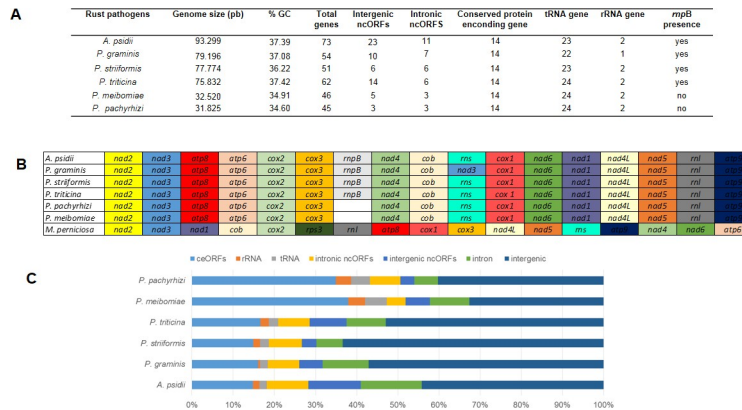 A
Rust pathogens Genome size (pb) % GC Total genes Intergenic ncORFs Intronic ncORFS Conserved protein enconding gene tRNA gene rRNA gene rnpB presence
A. psidii 93.299 37.39 73 23 11 14 23 2 yes
P. graminis 79.196 37.08 54 10 7 14 22 1 yes
P. striiformis 77.774 36.22 51 6 6 14 23 2 yes
P. triticina 75.832 37.42 62 14 6 14 24 2 yes
P. meibomiae 32.520 34.91 46 5 3 14 24 2 no
P. pachyrhizi 31.825 34.60 45 3 3 14 24 2 no
B
A. psidii nad2 nad3 atp8 atp6 cox2 cox3 rnpB nad4 cob rns cox1 nad6 nad1 nad4L nad5 rnl atp9
P. graminis nad2 nad3 atp8 atp6 cox2 cox3 rnpB nad4 cob nad3 cox1 nad6 nad1 nad4L nad5 rnl atp9
P. striiformis nad2 nad3 atp8 atp6 cox2 cox3 rnpB nad4 cob rns cox1 nad6 nad1 nad4L nad5 rnl atp9
P. triticina nad2 nad3 atp8 atp6 cox2 cox3 rnpB nad4 cob rns cox1 nad6 nad1 nad4L nad5 rnl atp9
P. pachyrhizi nad2 nad3 atp8 atp6 cox2 cox3 nad4 cob rns cox1 nad6 nad1 nad4L nad5 rnl atp9
P. meibomiae nad2 nad3 atp8 atp6 cox2 cox3 nad4 cob rns cox1 nad6 nad1 nad4L nad5 rnl atp9
M. perniciosa nad2 nad3 nad1 cob cox2 rps3 rnl atp8 cox1 cox3 nad4L nad5 rns atp9 nad4 nad6 atp6
C
ceORFs rRNA tRNA intronic ncORFs intergenic ncORFs intron intergenic
P. pachyrhizi
P. meibomiae
P. triticina
P. striiformis
P. graminis
A. psidii
0% 10% 20% 30% 40% 50% 60% 70% 80% 90% 100%